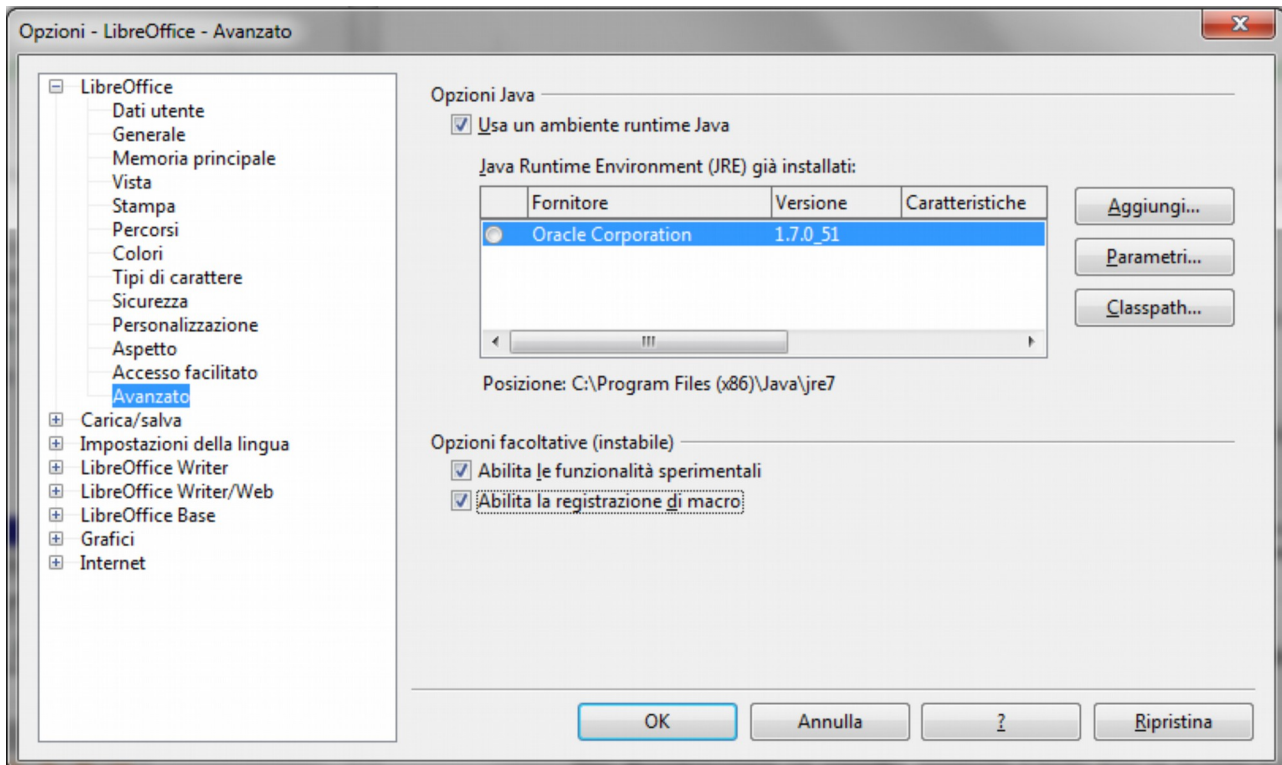 Opzioni - LibreOffice - Avanzato
LibreOffice
Dati utente
Generale
Memoria principale
Vista
Stampa
Percorsi
Colori
Tipi di carattere
Sicurezza
Personalizzazione
Aspetto
Accesso facilitato
Avanzato
Carica/salva
Impostazioni della lingua
LibreOffice Writer
LibreOffice Writer/Web
LibreOffice Base
Grafici
Internet
Opzioni Java
Usa un ambiente runtime Java
Java Runtime Environment (JRE) già installati:
Fornitore Versione Caratteristiche
Oracle Corporation 1.7.0_51
Aggiungi...
Parametri...
Classpath...
Posizione: C:\Program Files (x86)\Java\jre7
Opzioni facoltative (instabile)
Abilita le funzionalità sperimentali
Abilita la registrazione di macro
OK Annulla ? Ripristina